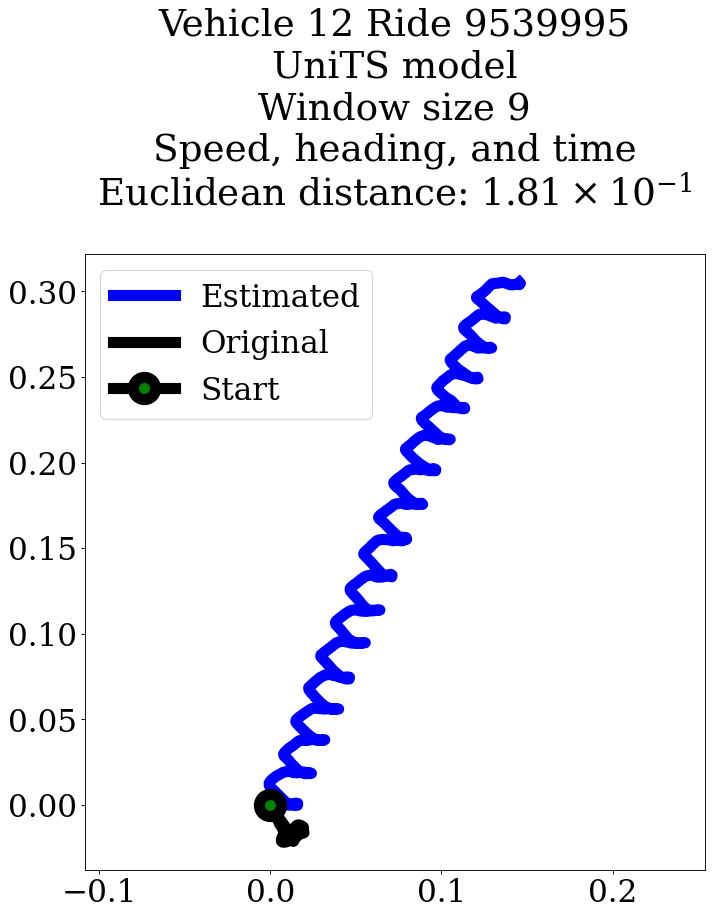 Vehicle 12 Ride 9539995
UniTS model
Window size 9
Speed, heading, and time
Euclidean distance: 1.81 × 10⁻¹
Estimated
Original
Start
0.30
0.25
0.20
0.15
0.10
0.05
0.00
−0.1 0.0 0.1 0.2